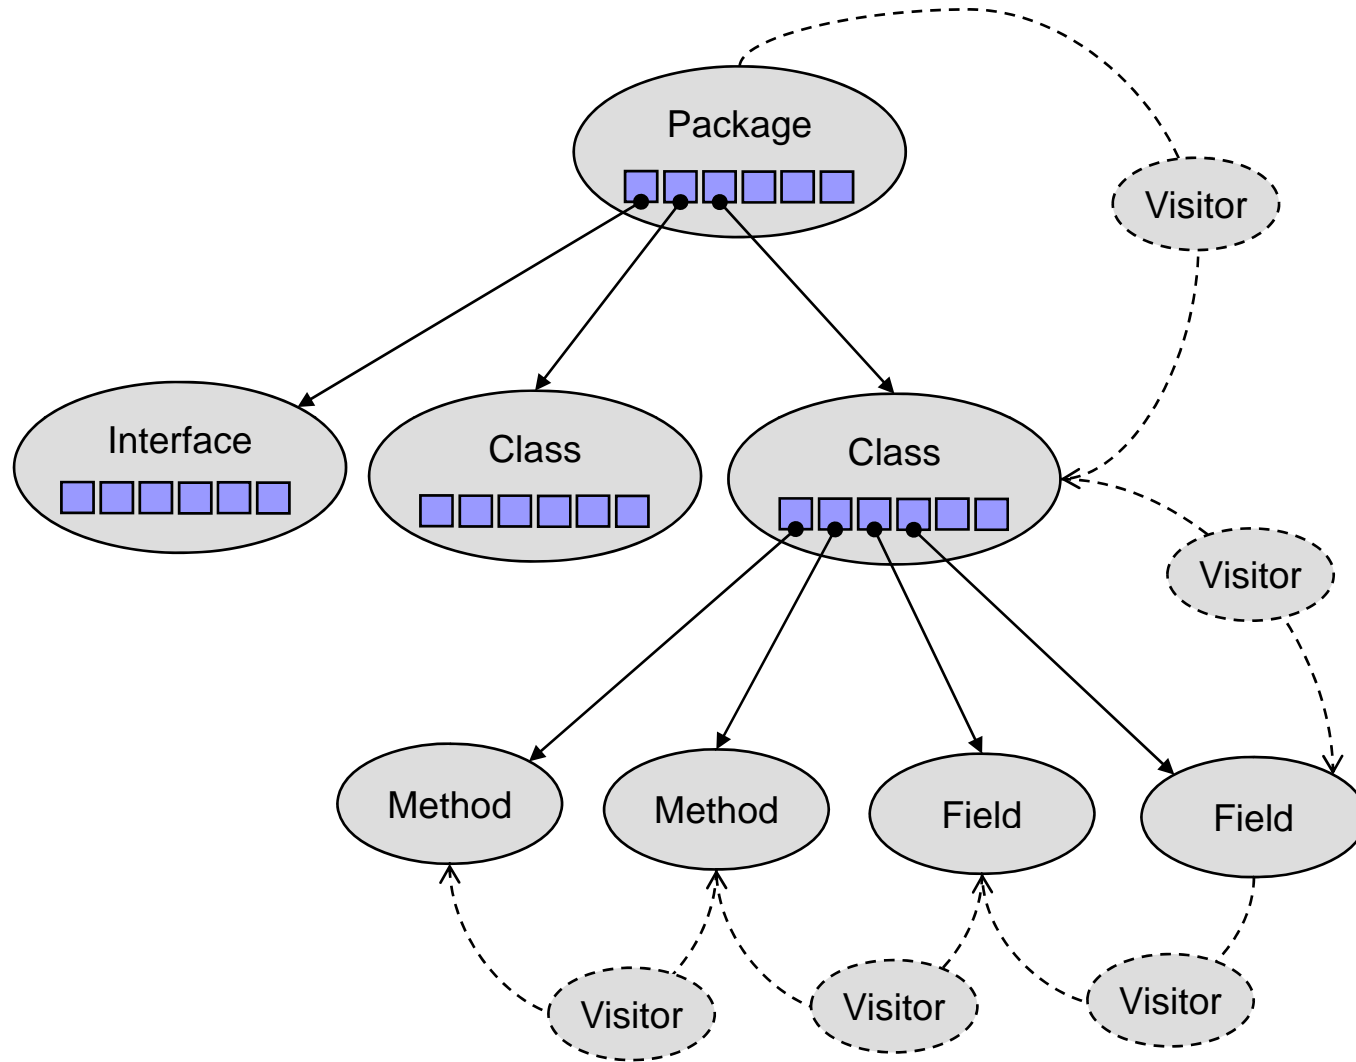 Package
Visitor
Interface
Class
Class
Visitor
Method
Method
Field
Field
Visitor
Visitor
Visitor